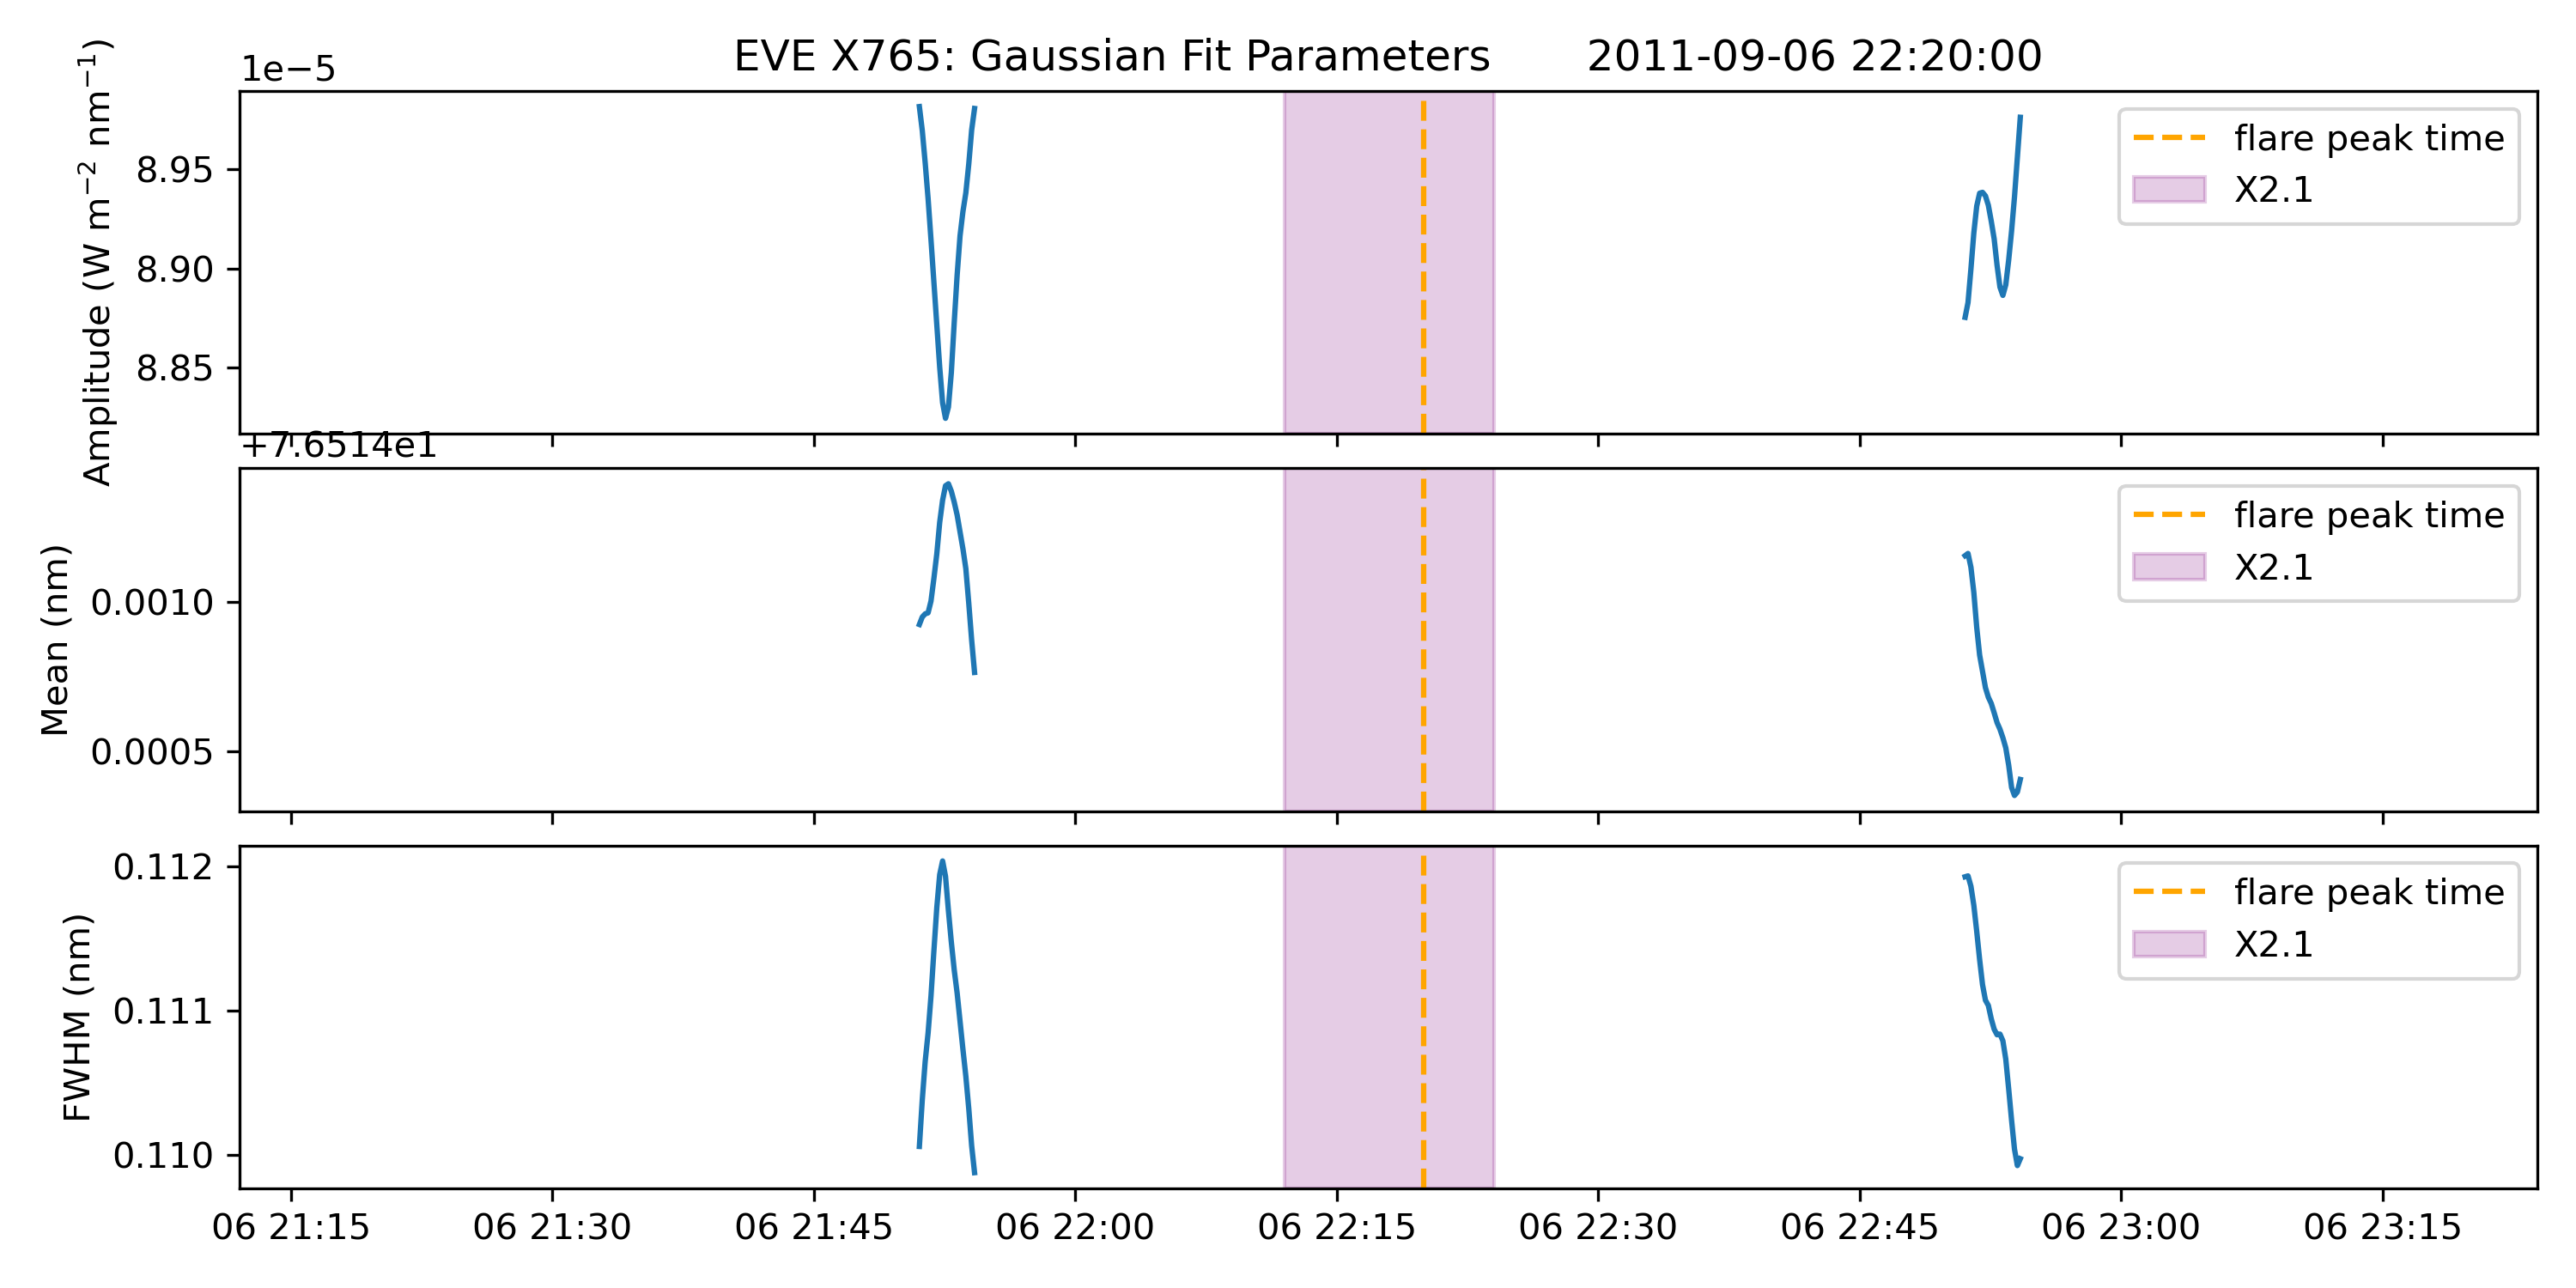 EVE X765: Gaussian Fit Parameters 2011-09-06 22:20:00
1e−5
Amplitude (W m⁻² nm⁻¹)
8.95
8.90
8.85
flare peak time
X2.1
+7.6514e1
Mean (nm)
0.0010
0.0005
flare peak time
X2.1
FWHM (nm)
0.112
0.111
0.110
flare peak time
X2.1
06 21:15 06 21:30 06 21:45 06 22:00 06 22:15 06 22:30 06 22:45 06 23:00 06 23:15